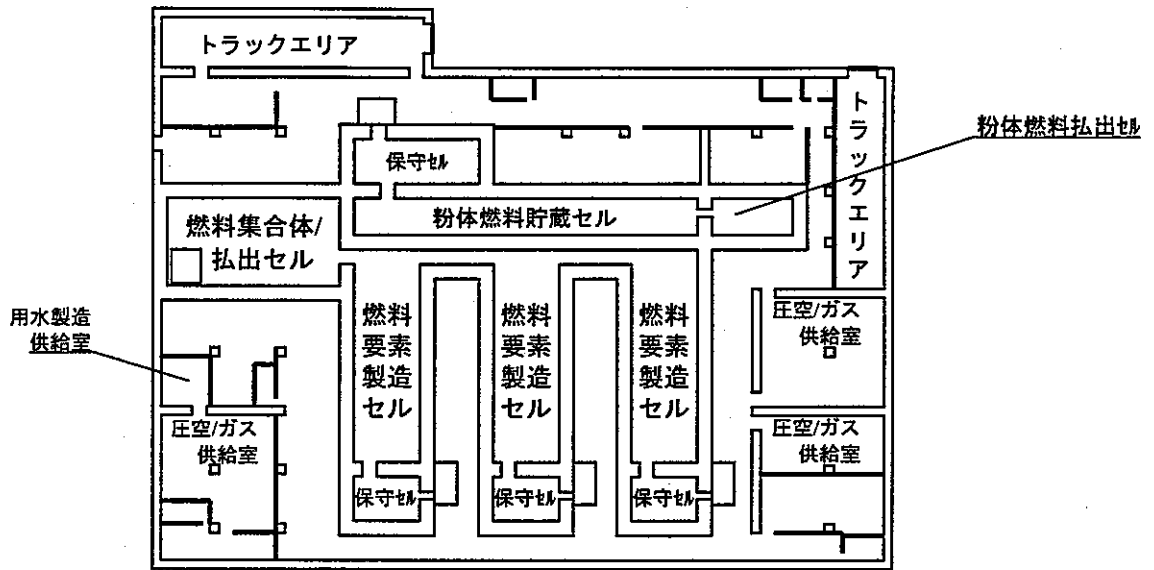 トラックエリア
トラックエリア
粉体燃料払出セル
保守セル
粉体燃料貯蔵セル
燃料集合体/
払出セル
用水製造
供給室
燃料
要素
製造
セル
燃料
要素
製造
セル
燃料
要素
製造
セル
圧空/ガス
供給室
圧空/ガス
供給室
圧空/ガス
供給室
保守セル
保守セル
保守セル